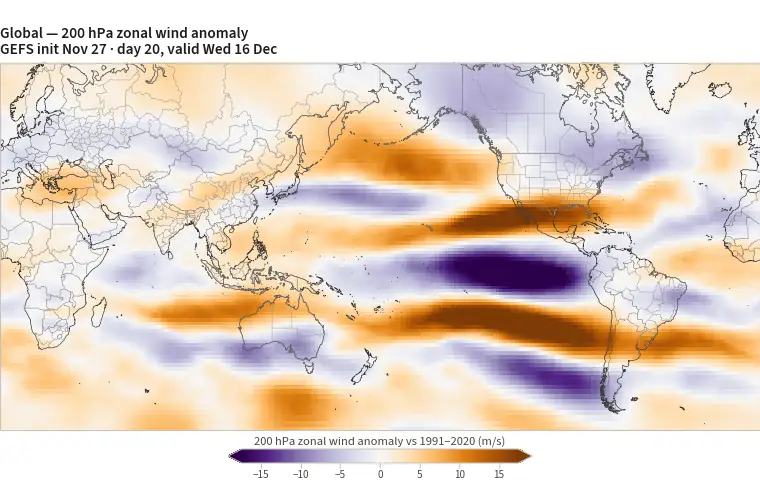 Global — 200 hPa zonal wind anomaly
GEFS init Nov 27 · day 20, valid Wed 16 Dec
200 hPa zonal wind anomaly vs 1991–2020 (m/s)
−15 −10 −5 0 5 10 15